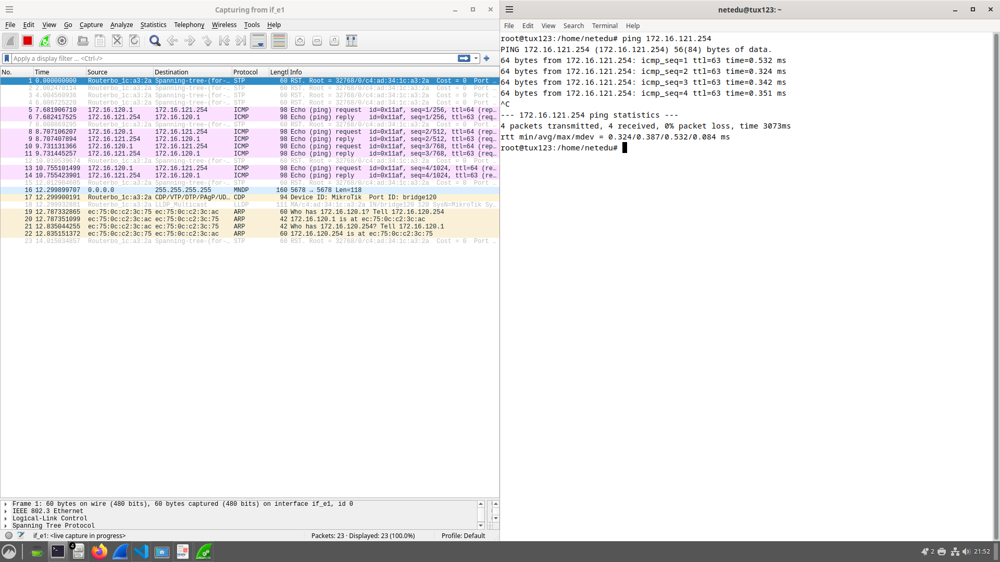 Capturing from if_e1
File Edit View Go Capture Analyze Statistics Telephony Wireless Tools Help
Apply a display filter ... <Ctrl-/>
No. Time Source Destination Protocol Lengtl Info
1 0.000000000 Routerbo_1c:a3:2a Spanning-tree-(for-… STP 60 RST. Root = 32768/0/c4:ad:34:1c:a3:2a Cost = 0 Port …
2 2.002470114 Routerbo_1c:a3:2a Spanning-tree-(for-… STP 60 RST. Root = 32768/0/c4:ad:34:1c:a3:2a Cost = 0 Port …
3 4.004560936 Routerbo_1c:a3:2a Spanning-tree-(for-… STP 60 RST. Root = 32768/0/c4:ad:34:1c:a3:2a Cost = 0 Port …
4 6.006725220 Routerbo_1c:a3:2a Spanning-tree-(for-… STP 60 RST. Root = 32768/0/c4:ad:34:1c:a3:2a Cost = 0 Port …
5 7.681906710 172.16.120.1 172.16.121.254 ICMP 98 Echo (ping) request id=0x11af, seq=1/256, ttl=64 (rep…
6 7.682417525 172.16.121.254 172.16.120.1 ICMP 98 Echo (ping) reply id=0x11af, seq=1/256, ttl=63 (req…
7 8.008869295 Routerbo_1c:a3:2a Spanning-tree-(for-… STP 60 RST. Root = 32768/0/c4:ad:34:1c:a3:2a Cost = 0 Port …
8 8.707106207 172.16.120.1 172.16.121.254 ICMP 98 Echo (ping) request id=0x11af, seq=2/512, ttl=64 (rep…
9 8.707407894 172.16.121.254 172.16.120.1 ICMP 98 Echo (ping) reply id=0x11af, seq=2/512, ttl=63 (req…
10 9.731131366 172.16.120.1 172.16.121.254 ICMP 98 Echo (ping) request id=0x11af, seq=3/768, ttl=64 (rep…
11 9.731445257 172.16.121.254 172.16.120.1 ICMP 98 Echo (ping) reply id=0x11af, seq=3/768, ttl=63 (req…
12 10.010539674 Routerbo_1c:a3:2a Spanning-tree-(for-… STP 60 RST. Root = 32768/0/c4:ad:34:1c:a3:2a Cost = 0 Port …
13 10.755101499 172.16.120.1 172.16.121.254 ICMP 98 Echo (ping) request id=0x11af, seq=4/1024, ttl=64 (re…
14 10.755423901 172.16.121.254 172.16.120.1 ICMP 98 Echo (ping) reply id=0x11af, seq=4/1024, ttl=63 (re…
15 12.012984605 Routerbo_1c:a3:2a Spanning-tree-(for-… STP 60 RST. Root = 32768/0/c4:ad:34:1c:a3:2a Cost = 0 Port …
16 12.299899707 0.0.0.0 255.255.255.255 MNDP 160 5678 → 5678 Len=118
17 12.299900191 Routerbo_1c:a3:2a CDP/VTP/DTP/PAgP/UD… CDP 94 Device ID: MikroTik Port ID: bridge120
18 12.299932881 Routerbo_1c:a3:2a LLDP_Multicast LLDP 111 MA/c4:ad:34:1c:a3:2a IN/bridge120 120 SysN=MikroTik Sy…
19 12.787332865 ec:75:0c:c2:3c:75 ec:75:0c:c2:3c:ac ARP 60 Who has 172.16.120.1? Tell 172.16.120.254
20 12.787351099 ec:75:0c:c2:3c:ac ec:75:0c:c2:3c:75 ARP 42 172.16.120.1 is at ec:75:0c:c2:3c:ac
21 12.835044255 ec:75:0c:c2:3c:ac ec:75:0c:c2:3c:75 ARP 42 Who has 172.16.120.254? Tell 172.16.120.1
22 12.835151372 ec:75:0c:c2:3c:75 ec:75:0c:c2:3c:ac ARP 60 172.16.120.254 is at ec:75:0c:c2:3c:75
23 14.015034857 Routerbo_1c:a3:2a Spanning-tree-(for-… STP 60 RST. Root = 32768/0/c4:ad:34:1c:a3:2a Cost = 0 Port …
Frame 1: 60 bytes on wire (480 bits), 60 bytes captured (480 bits) on interface if_e1, id 0
IEEE 802.3 Ethernet
Logical-Link Control
Spanning Tree Protocol
if_e1: <live capture in progress> Packets: 23 · Displayed: 23 (100.0%) Profile: Default
netedu@tux123: ~
File Edit View Search Terminal Help
root@tux123:/home/netedu# ping 172.16.121.254
PING 172.16.121.254 (172.16.121.254) 56(84) bytes of data.
64 bytes from 172.16.121.254: icmp_seq=1 ttl=63 time=0.532 ms
64 bytes from 172.16.121.254: icmp_seq=2 ttl=63 time=0.324 ms
64 bytes from 172.16.121.254: icmp_seq=3 ttl=63 time=0.342 ms
64 bytes from 172.16.121.254: icmp_seq=4 ttl=63 time=0.351 ms
^C
--- 172.16.121.254 ping statistics ---
4 packets transmitted, 4 received, 0% packet loss, time 3073ms
rtt min/avg/max/mdev = 0.324/0.387/0.532/0.084 ms
root@tux123:/home/netedu#
4
2
21:52